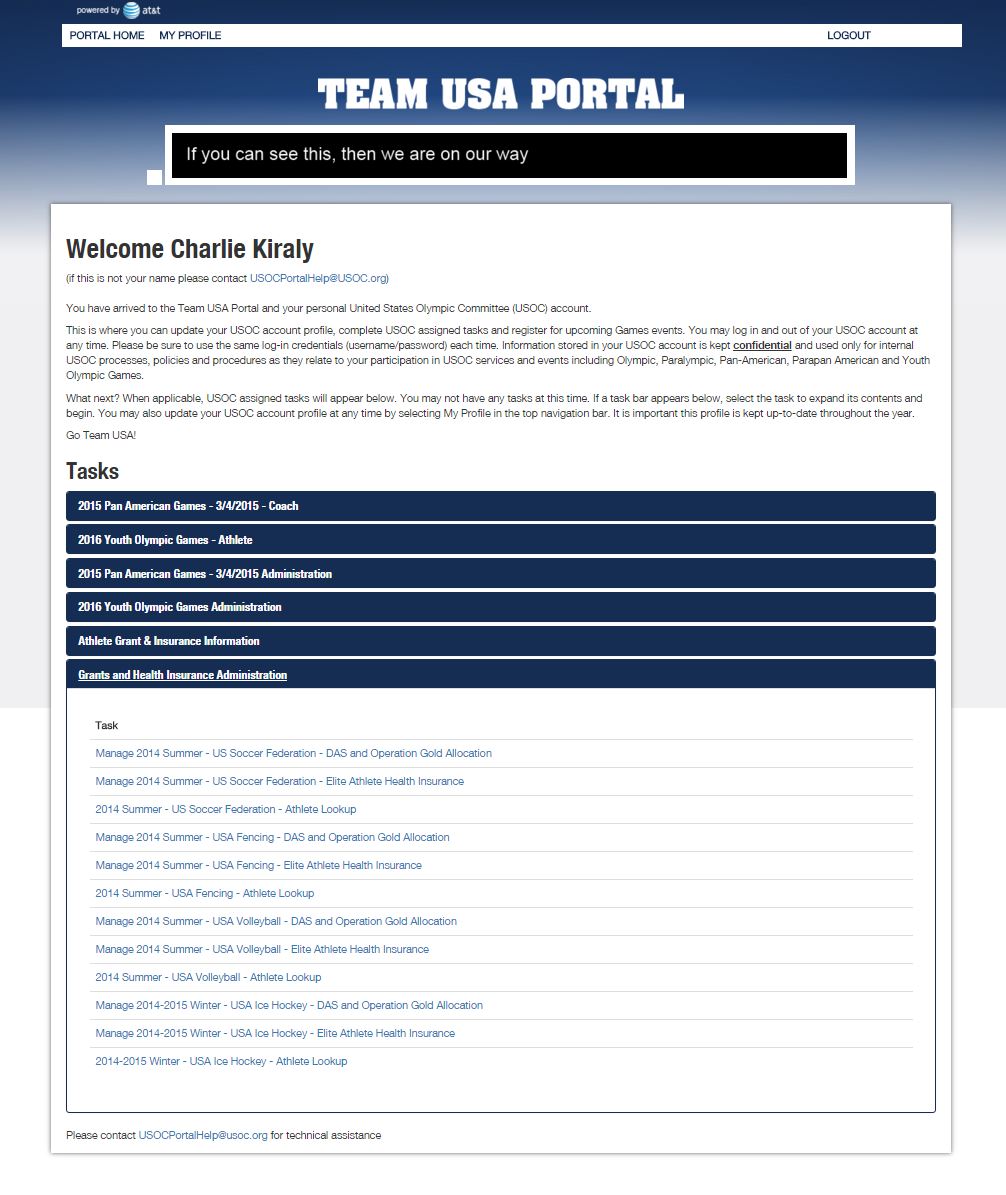 powered by at&t
PORTAL HOME MY PROFILE LOGOUT
TEAM USA PORTAL
If you can see this, then we are on our way
Welcome Charlie Kiraly
(if this is not your name please contact USOCPortalHelp@USOC.org)
You have arrived to the Team USA Portal and your personal United States Olympic Committee (USOC) account.
This is where you can update your USOC account profile, complete USOC assigned tasks and register for upcoming Games events. You may log in and out of your USOC account at
any time. Please be sure to use the same log-in credentials (username/password) each time. Information stored in your USOC account is kept confidential and used only for internal
USOC processes, policies and procedures as they relate to your participation in USOC services and events including Olympic, Paralympic, Pan-American, Parapan American and Youth
Olympic Games.
What next? When applicable, USOC assigned tasks will appear below. You may not have any tasks at this time. If a task bar appears below, select the task to expand its contents and
begin. You may also update your USOC account profile at any time by selecting My Profile in the top navigation bar. It is important this profile is kept up-to-date throughout the year.
Go Team USA!
Tasks
2015 Pan American Games - 3/4/2015 - Coach
2016 Youth Olympic Games - Athlete
2015 Pan American Games - 3/4/2015 Administration
2016 Youth Olympic Games Administration
Athlete Grant & Insurance Information
Grants and Health Insurance Administration
Task
Manage 2014 Summer - US Soccer Federation - DAS and Operation Gold Allocation
Manage 2014 Summer - US Soccer Federation - Elite Athlete Health Insurance
2014 Summer - US Soccer Federation - Athlete Lookup
Manage 2014 Summer - USA Fencing - DAS and Operation Gold Allocation
Manage 2014 Summer - USA Fencing - Elite Athlete Health Insurance
2014 Summer - USA Fencing - Athlete Lookup
Manage 2014 Summer - USA Volleyball - DAS and Operation Gold Allocation
Manage 2014 Summer - USA Volleyball - Elite Athlete Health Insurance
2014 Summer - USA Volleyball - Athlete Lookup
Manage 2014-2015 Winter - USA Ice Hockey - DAS and Operation Gold Allocation
Manage 2014-2015 Winter - USA Ice Hockey - Elite Athlete Health Insurance
2014-2015 Winter - USA Ice Hockey - Athlete Lookup
Please contact USOCPortalHelp@usoc.org for technical assistance